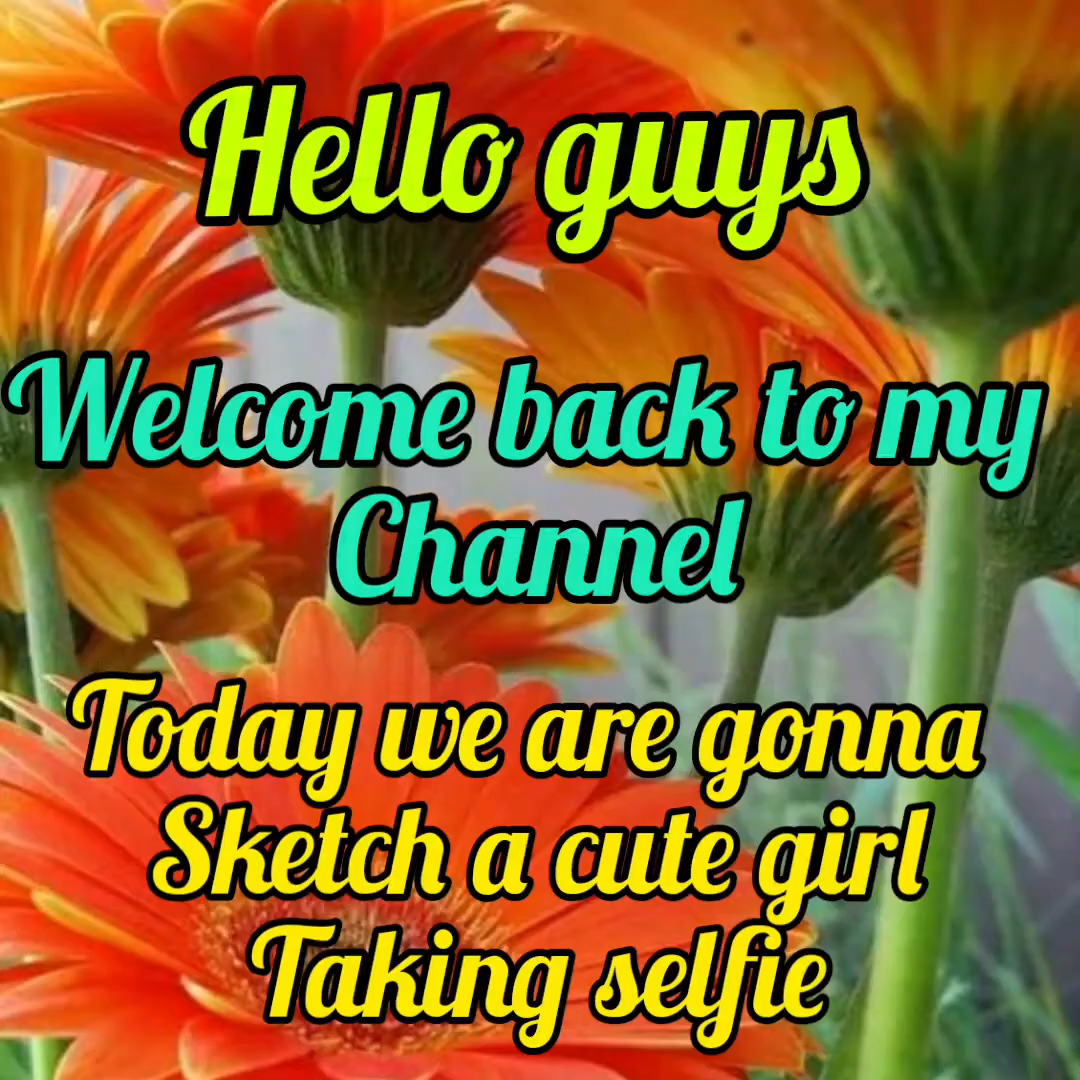 Hello guys
Welcome back to my
Channel
Today we are gonna
Sketch a cute girl
Taking selfie